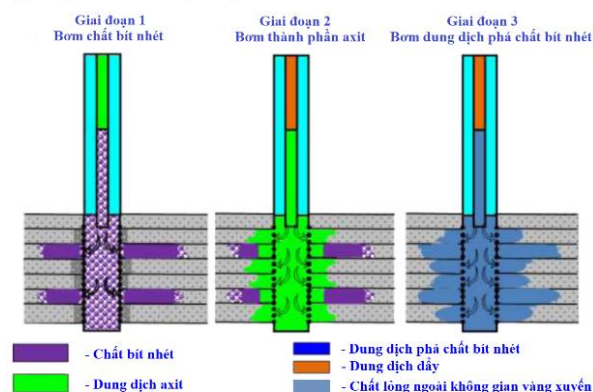 Giai đoạn 1
Bơm chất bít nhét
Giai đoạn 2
Bơm thành phần axit
Giai đoạn 3
Bơm dung dịch phá chất bít nhét
- Chất bít nhét
- Dung dịch axit
- Dung dịch phá chất bít nhét
- Dung dịch dẩy
- Chất lỏng ngoài không gian vàng xuyến